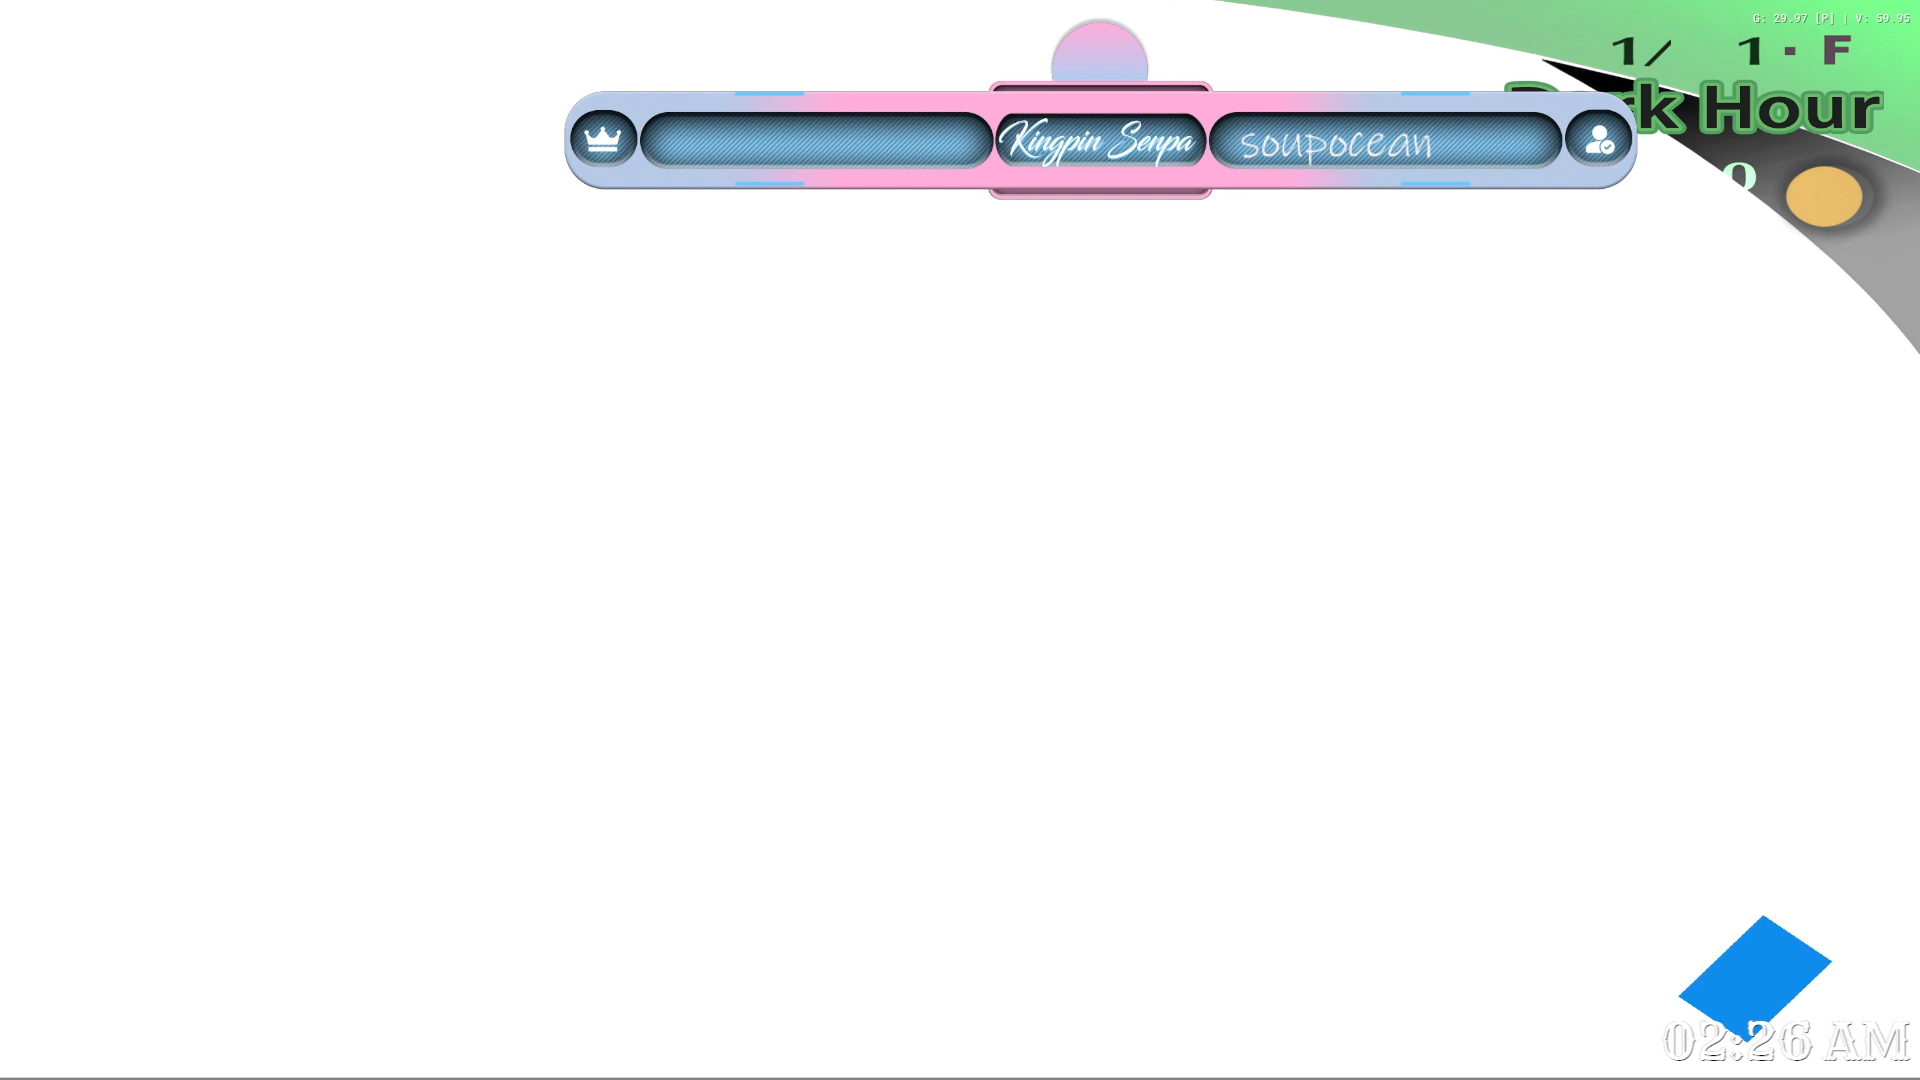 G: 29.97 [P] | V: 59.95
1/ 1 · F
Hour
Kingpin Senpa
soupocean
02:26 AM